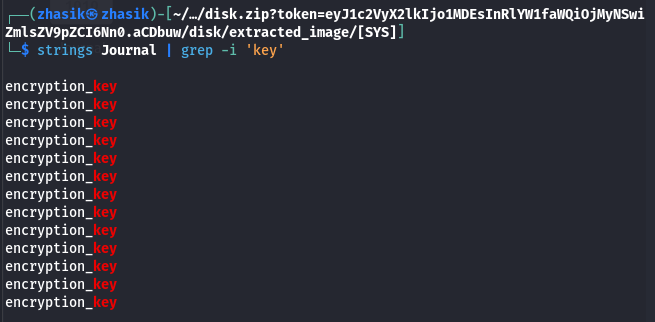 ┌──(zhasik㉿zhasik)-[~/…/disk.zip?token=eyJ1c2VyX2lkIjo1MDEsInRlYW1faWQiOjMyNSwi
ZmlsZV9pZCI6Nn0.aCDbuw/disk/extracted_image/[SYS]]
└─$ strings Journal | grep -i 'key'
encryption_key
encryption_key
encryption_key
encryption_key
encryption_key
encryption_key
encryption_key
encryption_key
encryption_key
encryption_key
encryption_key
encryption_key
encryption_key